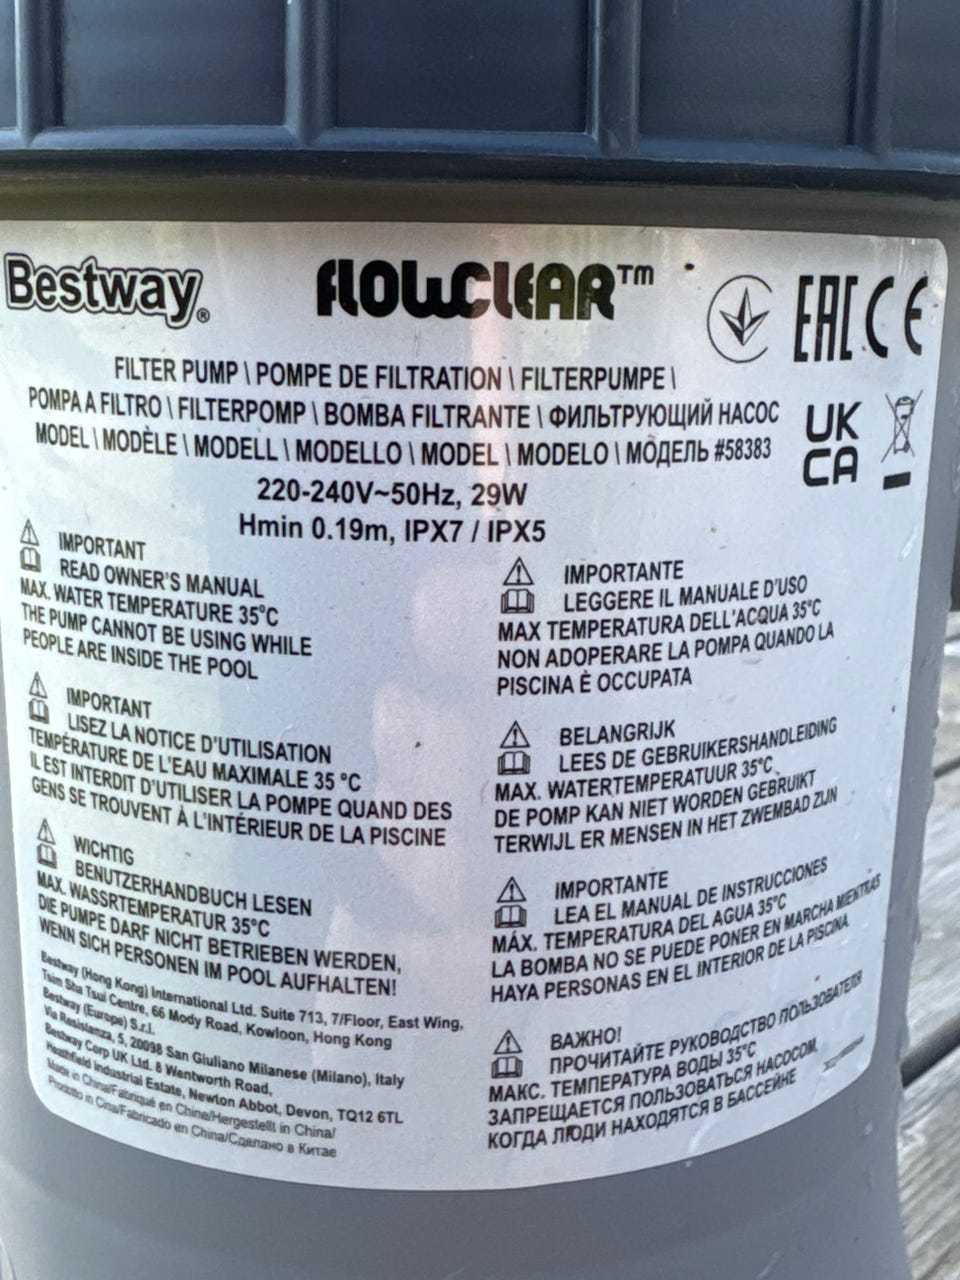 Bestway®
FLOWCLEAR™
EAC CE
FILTER PUMP \ POMPE DE FILTRATION \ FILTERPUMPE \
POMPA A FILTRO \ FILTERPOMP \ BOMBA FILTRANTE \ ФИЛЬТРУЮЩИЙ НАСОС
MODEL \ MODÈLE \ MODELL \ MODELLO \ MODEL \ MODELO \ МОДЕЛЬ #58383
UK
CA
220-240V~50Hz, 29W
Hmin 0.19m, IPX7 / IPX5
IMPORTANT
READ OWNER'S MANUAL
MAX. WATER TEMPERATURE 35°C
THE PUMP CANNOT BE USING WHILE
PEOPLE ARE INSIDE THE POOL
IMPORTANT
LISEZ LA NOTICE D'UTILISATION
TEMPÉRATURE DE L'EAU MAXIMALE 35 °C
IL EST INTERDIT D'UTILISER LA POMPE QUAND DES
GENS SE TROUVENT À L'INTÉRIEUR DE LA PISCINE
WICHTIG
BENUTZERHANDBUCH LESEN
MAX. WASSRTEMPERATUR 35°C
DIE PUMPE DARF NICHT BETRIEBEN WERDEN,
WENN SICH PERSONEN IM POOL AUFHALTEN!
Bestway (Hong Kong) International Ltd. Suite 713, 7/Floor, East Wing,
Tsim Sha Tsui Centre, 66 Mody Road, Kowloon, Hong Kong
Bestway (Europe) S.r.l.
Via Resistenza, 5, 20098 San Giuliano Milanese (Milano), Italy
Bestway Corp UK Ltd. 8 Wentworth Road,
Heathfield Industrial Estate, Newton Abbot, Devon, TQ12 6TL
Made in China/Fabriqué en Chine/Hergestellt in China/
Prodotto in Cina/Fabricado en China/Сделано в Китае
IMPORTANTE
LEGGERE IL MANUALE D'USO
MAX TEMPERATURA DELL'ACQUA 35°C
NON ADOPERARE LA POMPA QUANDO LA
PISCINA È OCCUPATA
BELANGRIJK
LEES DE GEBRUIKERSHANDLEIDING
MAX. WATERTEMPERATUUR 35°C
DE POMP KAN NIET WORDEN GEBRUIKT
TERWIJL ER MENSEN IN HET ZWEMBAD ZIJN
IMPORTANTE
LEA EL MANUAL DE INSTRUCCIONES
MÁX. TEMPERATURA DEL AGUA 35°C
LA BOMBA NO SE PUEDE PONER EN MARCHA MIENTRAS
HAYA PERSONAS EN EL INTERIOR DE LA PISCINA
ВАЖНО!
ПРОЧИТАЙТЕ РУКОВОДСТВО ПОЛЬЗОВАТЕЛЯ
МАКС. ТЕМПЕРАТУРА ВОДЫ 35°C
ЗАПРЕЩАЕТСЯ ПОЛЬЗОВАТЬСЯ НАСОСОМ,
КОГДА ЛЮДИ НАХОДЯТСЯ В БАССЕЙНЕ